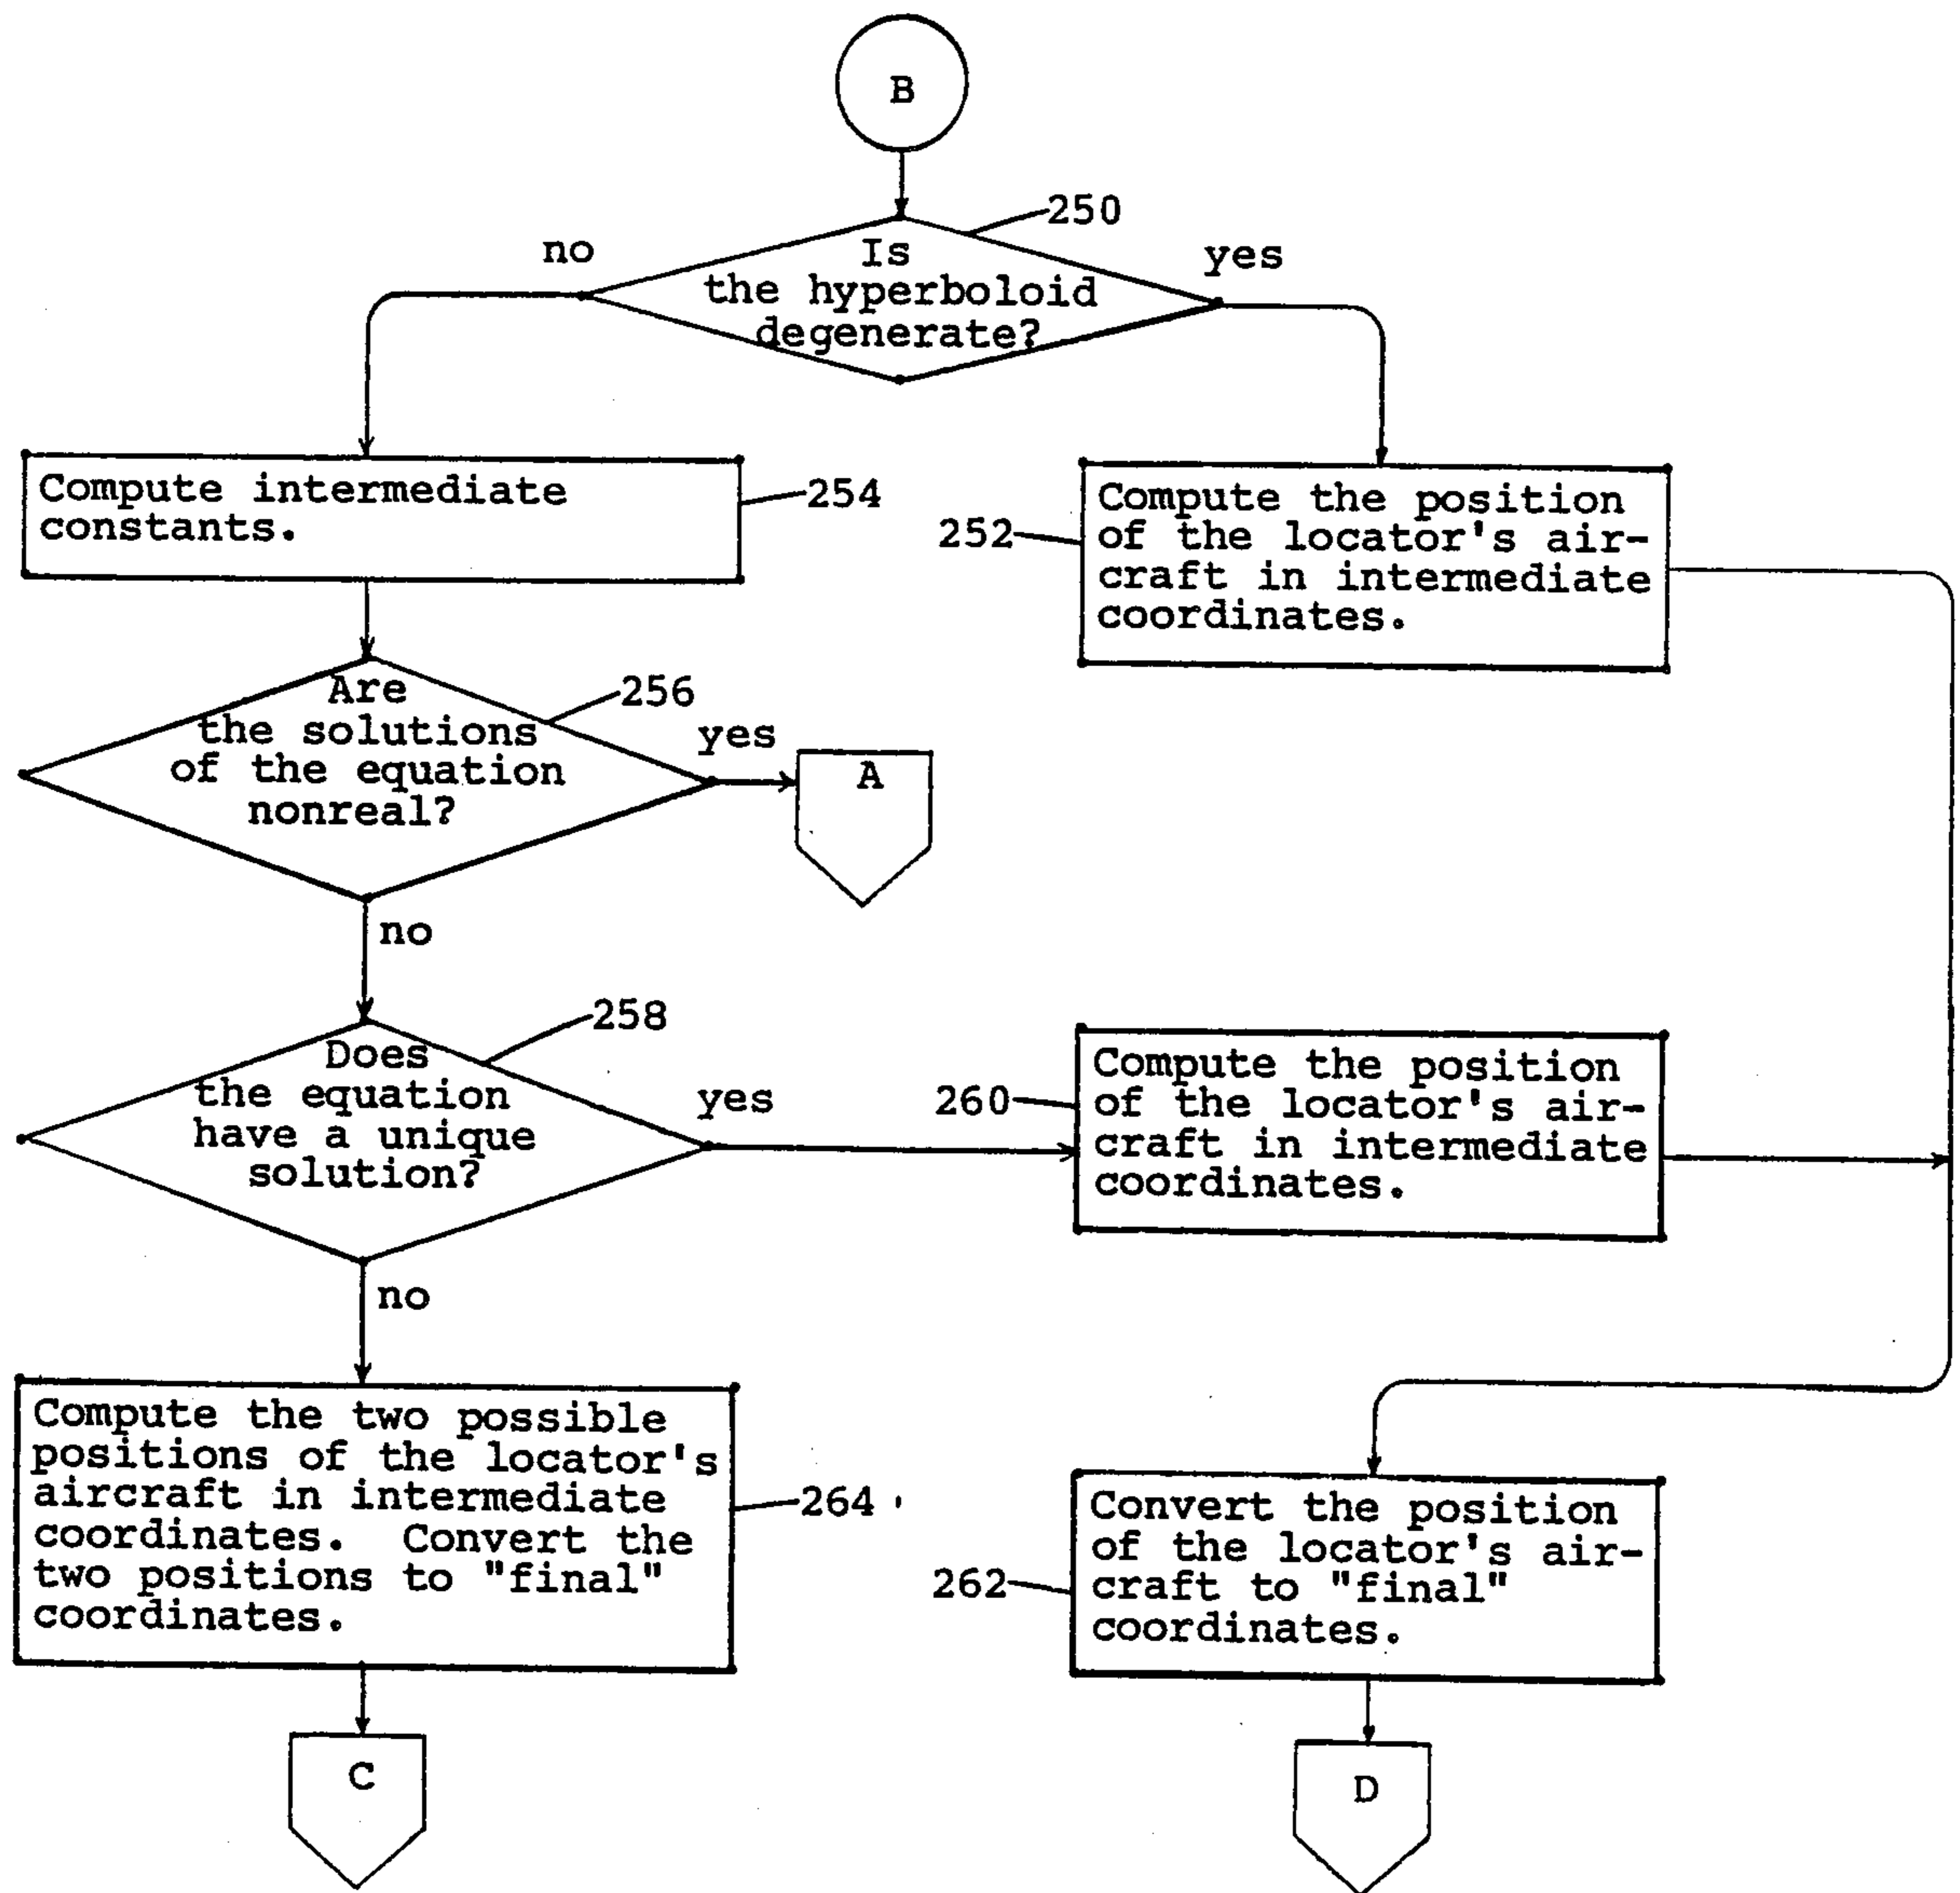 B
250
no
yes
Is
the hyperboloid
degenerate?
Compute intermediate
constants.
254
252
Compute the position
of the locator's air-
craft in intermediate
coordinates.
Are
the solutions
of the equation
nonreal?
256
yes
A
no
Does
the equation
have a unique
solution?
258
yes
260
Compute the position
of the locator's air-
craft in intermediate
coordinates.
no
Compute the two possible
positions of the locator's
aircraft in intermediate
coordinates. Convert the
two positions to "final"
coordinates.
264
262
Convert the position
of the locator's air-
craft to "final"
coordinates.
C
D